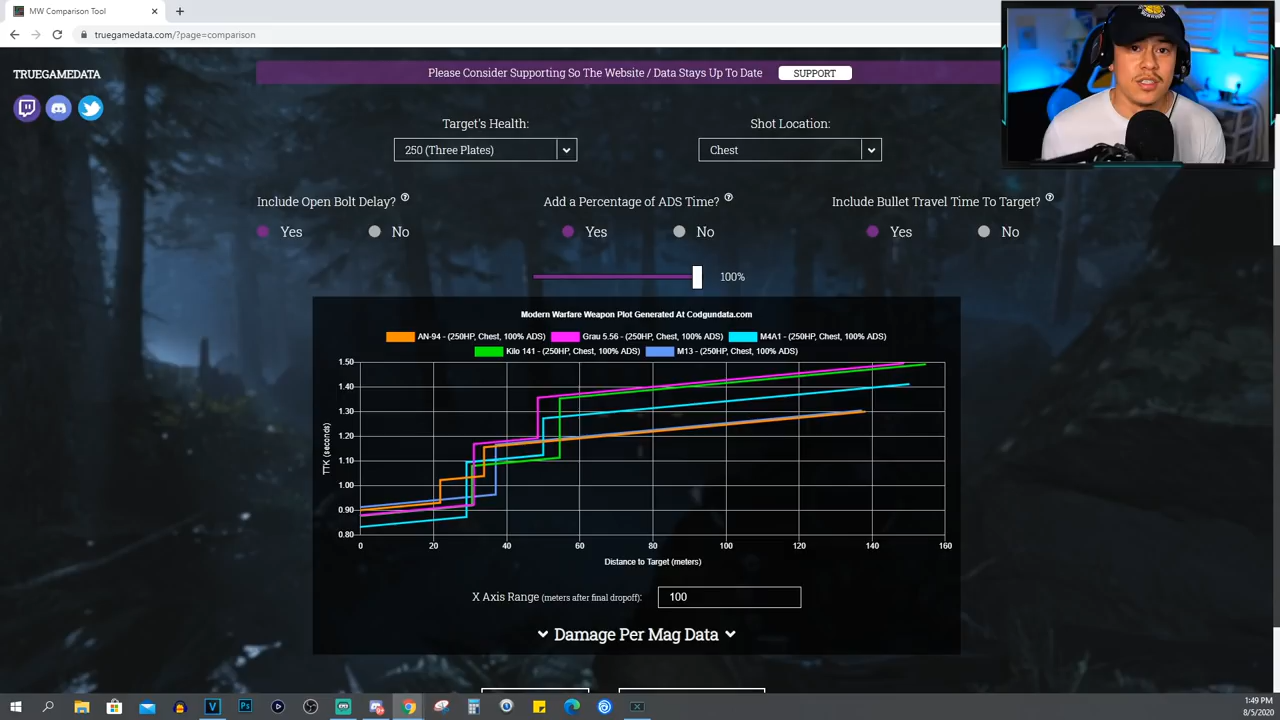 MW Comparison Tool
truegamedata.com/?page=comparison
TRUEGAMEDATA
Please Consider Supporting So The Website / Data Stays Up To Date
SUPPORT
Target's Health:
Shot Location:
250 (Three Plates)
Chest
Include Open Bolt Delay?
Add a Percentage of ADS Time?
Include Bullet Travel Time To Target?
Yes
No
Yes
No
Yes
No
100%
Modern Warfare Weapon Plot Generated At Codgundata.com
AN-94 - (250HP, Chest, 100% ADS)
Grau 5.56 - (250HP, Chest, 100% ADS)
M4A1 - (250HP, Chest, 100% ADS)
Kilo 141 - (250HP, Chest, 100% ADS)
M13 - (250HP, Chest, 100% ADS)
TTK (seconds)
1.50
1.40
1.30
1.20
1.10
1.00
0.90
0.80
0 20 40 60 80 100 120 140 160
Distance to Target (meters)
X Axis Range (meters after final dropoff):
100
Damage Per Mag Data
1:49 PM
8/5/2020